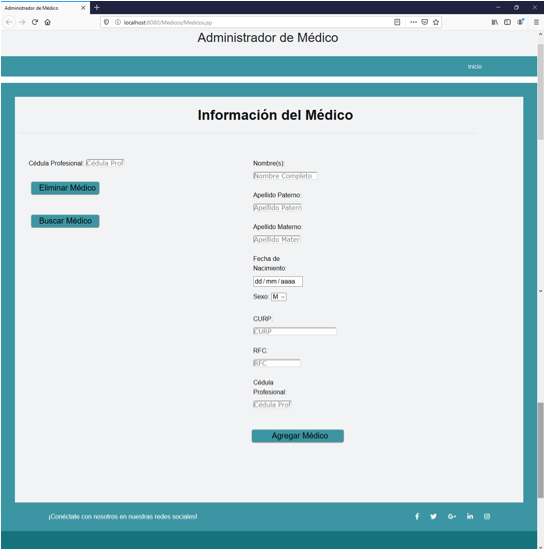 Administrador de Médico
localhost:8080/Medicos/Medicos.jsp
Administrador de Médico
Inicio
Información del Médico
Cédula Profesional: Cédula Prof
Eliminar Médico
Buscar Médico
Nombre(s):
Nombre Completo
Apellido Paterno:
Apellido Patern
Apellido Materno:
Apellido Mater
Fecha de
Nacimiento:
dd / mm / aaaa
Sexo: M
CURP:
CURP
RFC:
RFC
Cédula
Profesional:
Cédula Prof
Agregar Médico
¡Conéctate con nosotros en nuestras redes sociales!